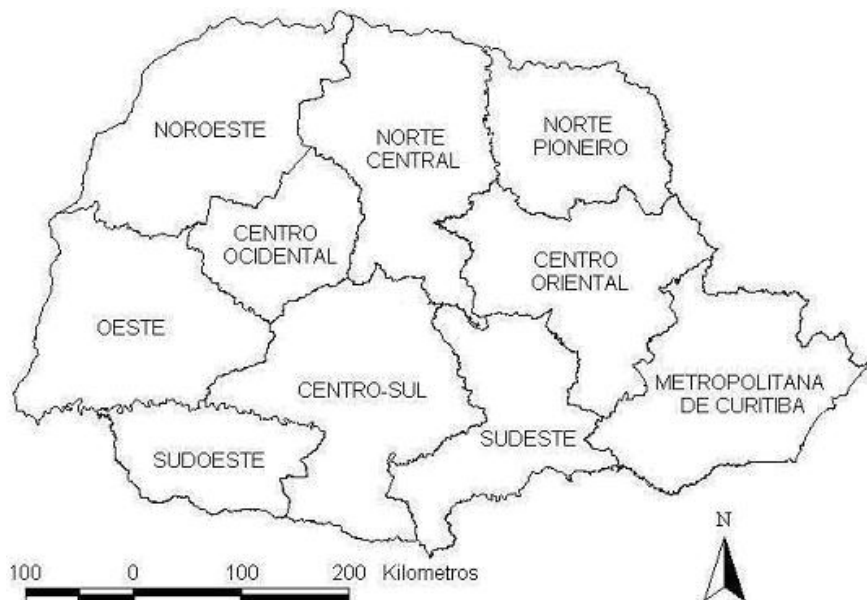 NOROESTE
NORTE
CENTRAL
NORTE
PIONEIRO
CENTRO
OCIDENTAL
CENTRO
ORIENTAL
OESTE
CENTRO-SUL
METROPOLITANA
DE CURITIBA
SUDESTE
SUDOESTE
N
100 0 100 200 Kilometros